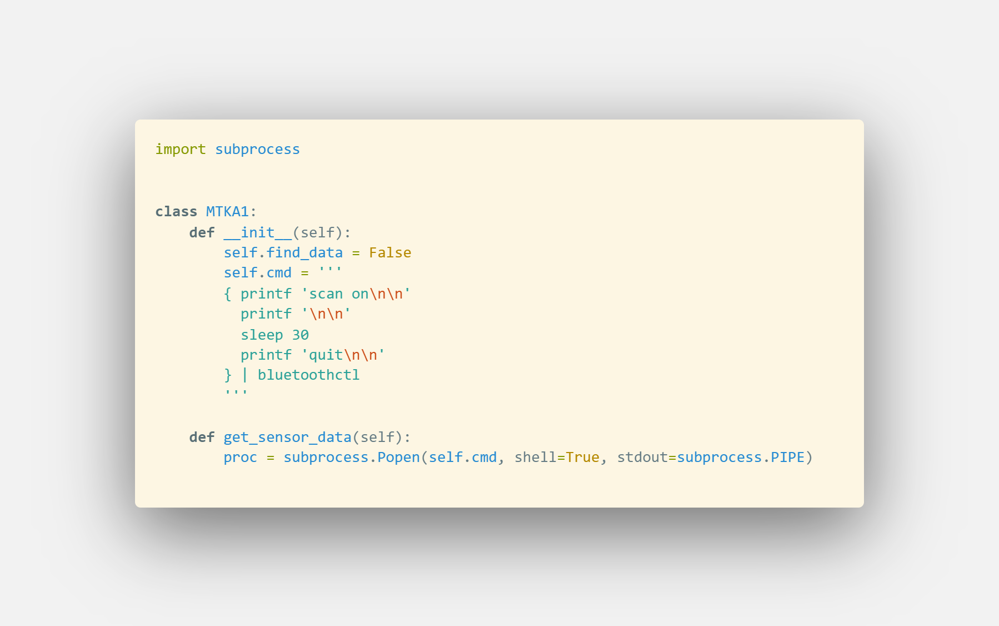 import subprocess
class MTKA1:
    def __init__(self):
        self.find_data = False
        self.cmd = '''
        { printf 'scan on\n\n'
          printf '\n\n'
          sleep 30
          printf 'quit\n\n'
        } | bluetoothctl
        '''
    def get_sensor_data(self):
        proc = subprocess.Popen(self.cmd, shell=True, stdout=subprocess.PIPE)